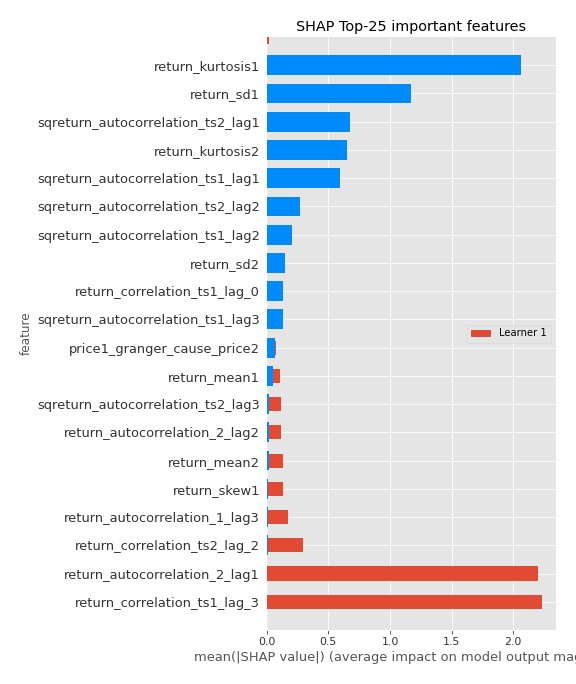 SHAP Top-25 important features
return_kurtosis1
return_sd1
sqreturn_autocorrelation_ts2_lag1
return_kurtosis2
sqreturn_autocorrelation_ts1_lag1
sqreturn_autocorrelation_ts2_lag2
sqreturn_autocorrelation_ts1_lag2
return_sd2
return_correlation_ts1_lag_0
sqreturn_autocorrelation_ts1_lag3
price1_granger_cause_price2
return_mean1
sqreturn_autocorrelation_ts2_lag3
return_autocorrelation_2_lag2
return_mean2
return_skew1
return_autocorrelation_1_lag3
return_correlation_ts2_lag_2
return_autocorrelation_2_lag1
return_correlation_ts1_lag_3
feature
Learner 1
0.0 0.5 1.0 1.5 2.0
mean(|SHAP value|) (average impact on model output mag